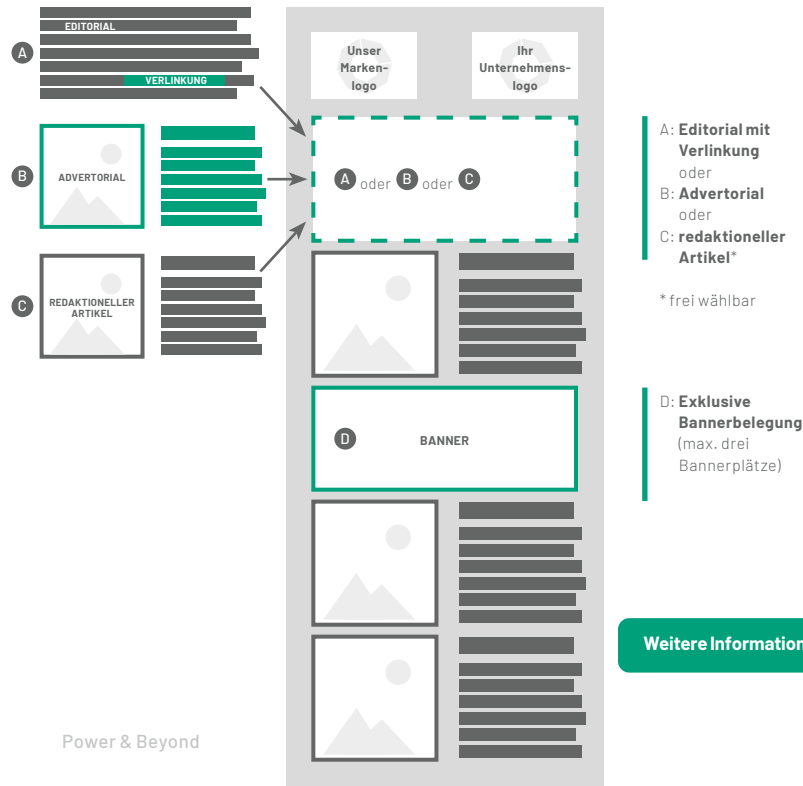 EDITORIAL
A
VERLINKUNG
B
ADVERTORIAL
C
REDAKTIONELLER
ARTIKEL
Unser
Marken-
logo
Ihr
Unternehmens-
logo
A oder B oder C
D
BANNER
A: Editorial mit
Verlinkung
oder
B: Advertorial
oder
C: redaktioneller
Artikel*
* frei wählbar
D: Exklusive
Bannerbelegung
(max. drei
Bannerplätze)
Weitere Information
Power & Beyond